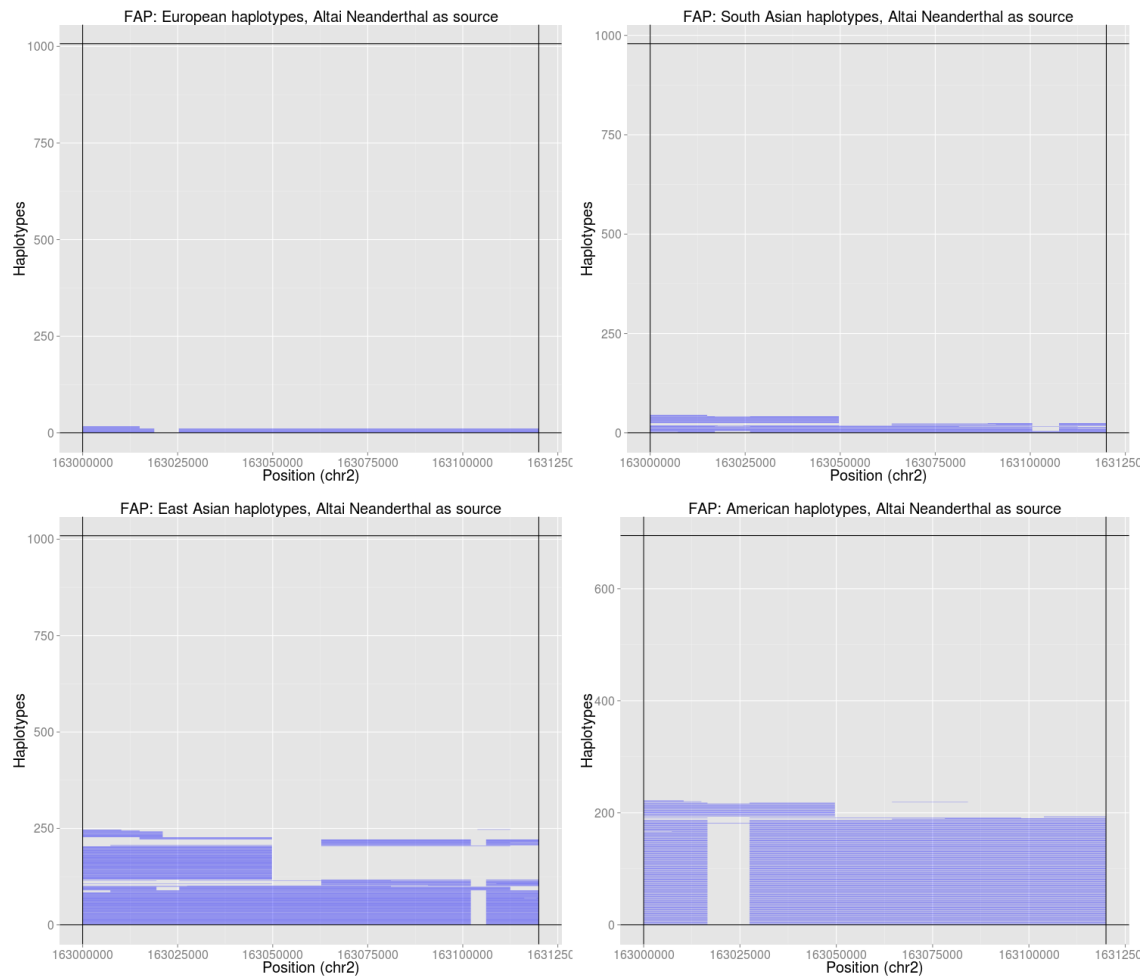 FAP: European haplotypes, Altai Neanderthal as source
1000
750
500
250
0
Haplotypes
163000000 163025000 163050000 163075000 163100000 163125
Position (chr2)
FAP: South Asian haplotypes, Altai Neanderthal as source
1000
750
500
250
0
Haplotypes
163000000 163025000 163050000 163075000 163100000 16312500
Position (chr2)
FAP: East Asian haplotypes, Altai Neanderthal as source
1000
750
500
250
0
Haplotypes
163000000 163025000 163050000 163075000 163100000 163125
Position (chr2)
FAP: American haplotypes, Altai Neanderthal as source
600
400
200
0
Haplotypes
163000000 163025000 163050000 163075000 163100000 163125
Position (chr2)